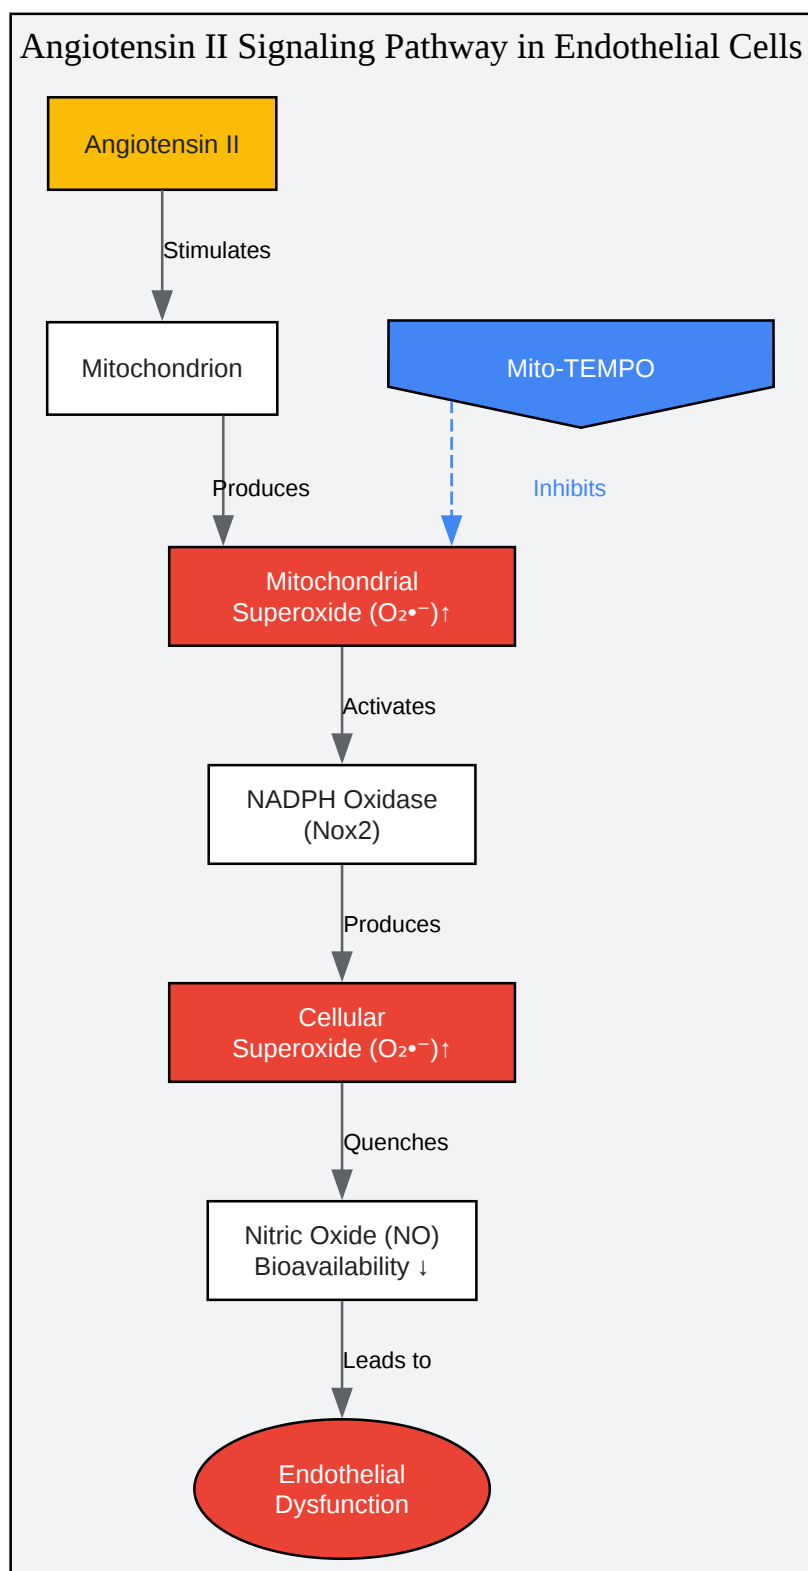 Angiotensin II Signaling Pathway in Endothelial Cells
Angiotensin II
Stimulates
Mitochondrion
Mito-TEMPO
Produces
Inhibits
Mitochondrial
Superoxide (O₂•⁻)↑
Activates
NADPH Oxidase
(Nox2)
Produces
Cellular
Superoxide (O₂•⁻)↑
Quenches
Nitric Oxide (NO)
Bioavailability ↓
Leads to
Endothelial
Dysfunction